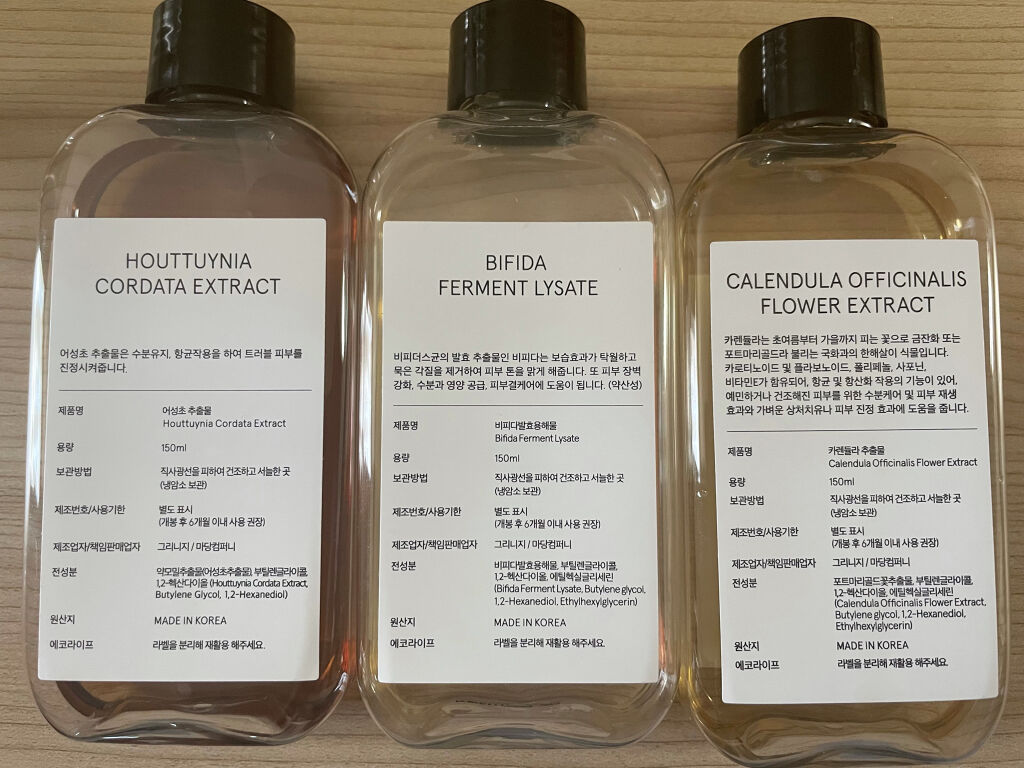 HOUTTUYNIA
CORDATA EXTRACT
어성초 추출물은 수분유지, 항균작용을 하여 트러블 피부를
진정시켜줍니다.
제품명 어성초 추출물
Houttuynia Cordata Extract
용량 150ml
보관방법 직사광선을 피하여 건조하고 서늘한 곳
(냉암소 보관)
제조번호/사용기한 별도 표시
(개봉 후 6개월 이내 사용 권장)
제조업자/책임판매업자 그리니지 / 마당컴퍼니
전성분 약모밀추출물(어성초추출물), 부틸렌글라이콜,
1,2-헥산다이올 (Houttuynia Cordata Extract,
Butylene Glycol, 1,2-Hexanediol)
원산지 MADE IN KOREA
에코라이프 라벨을 분리해 재활용 해주세요.
BIFIDA
FERMENT LYSATE
비피더스균의 발효 추출물인 비피다는 보습효과가 탁월하고
묵은 각질을 제거하여 피부 톤을 맑게 해줍니다. 또 피부 장벽
강화, 수분과 영양 공급, 피부결케어에 도움이 됩니다. (약산성)
제품명 비피다발효용해물
Bifida Ferment Lysate
용량 150ml
보관방법 직사광선을 피하여 건조하고 서늘한 곳
(냉암소 보관)
제조번호/사용기한 별도 표시
(개봉 후 6개월 이내 사용 권장)
제조업자/책임판매업자 그리니지 / 마당컴퍼니
전성분 비피다발효용해물, 부틸렌글라이콜,
1,2-헥산다이올, 에틸헥실글리세린
(Bifida Ferment Lysate, Butylene glycol,
1,2-Hexanediol, Ethylhexylglycerin)
원산지 MADE IN KOREA
에코라이프 라벨을 분리해 재활용 해주세요.
CALENDULA OFFICINALIS
FLOWER EXTRACT
카렌듈라는 초여름부터 가을까지 피는 꽃으로 금잔화 또는
포트마리골드라 불리는 국화과의 한해살이 식물입니다.
카로티노이드 및 플라보노이드, 폴리페놀, 사포닌,
비타민E가 함유되어, 항균 및 항산화 작용의 기능이 있어,
예민하거나 건조해진 피부를 위한 수분케어 및 피부 재생
효과와 가벼운 상처치유나 피부 진정 효과에 도움을 줍니다.
제품명 카렌듈라 추출물
Calendula Officinalis Flower Extract
용량 150ml
보관방법 직사광선을 피하여 건조하고 서늘한 곳
(냉암소 보관)
제조번호/사용기한 별도 표시
(개봉 후 6개월 이내 사용 권장)
제조업자/책임판매업자 그리니지 / 마당컴퍼니
전성분 포트마리골드꽃추출물, 부틸렌글라이콜,
1,2-헥산다이올, 에틸헥실글리세린
(Calendula Officinalis Flower Extract,
Butylene glycol, 1,2-Hexanediol,
Ethylhexylglycerin)
원산지 MADE IN KOREA
에코라이프 라벨을 분리해 재활용 해주세요.